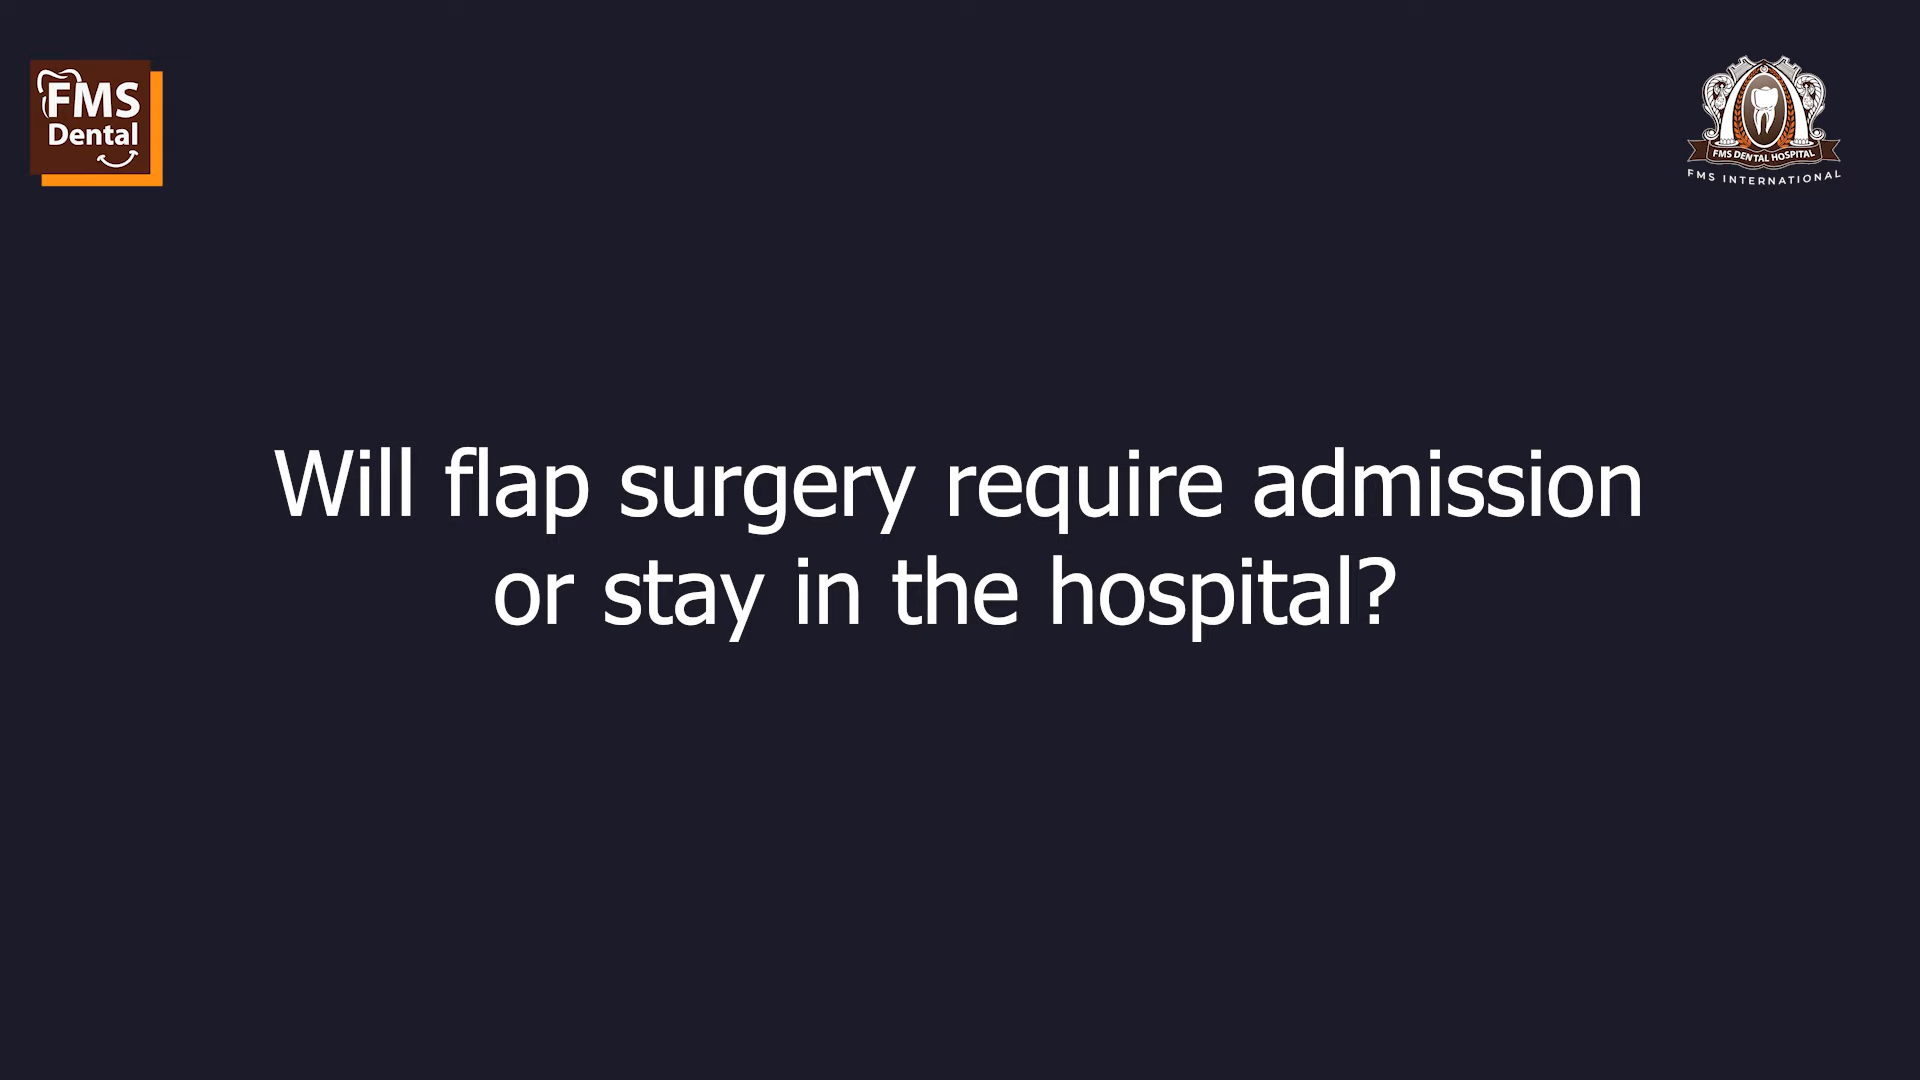 FMS
Dental
FMS DENTAL HOSPITAL
FMS INTERNATIONAL
Will flap surgery require admission
or stay in the hospital?